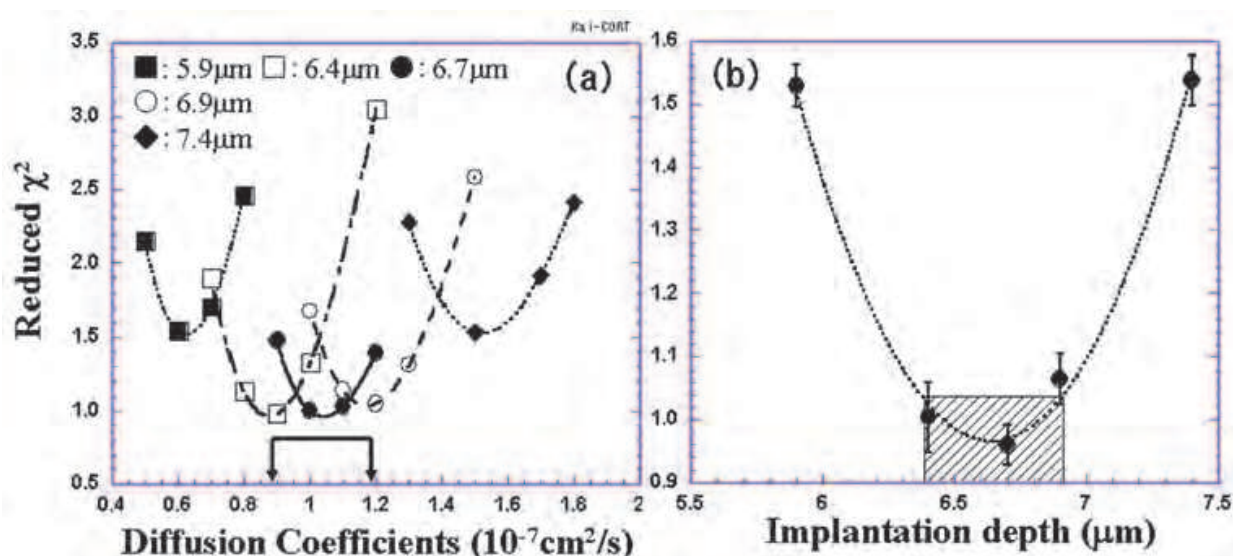 Kai-CORT
3.5
■: 5.9μm □: 6.4μm ●: 6.7μm (a)
○: 6.9μm
◆: 7.4μm
3.0
2.5
2.0
1.5
1.0
0.5
Reduced χ²
0.4 0.6 0.8 1 1.2 1.4 1.6 1.8 2
Diffusion Coefficients (10⁻⁷cm²/s)
(b)
1.6
1.5
1.4
1.3
1.2
1.1
1.0
0.9
5.5 6 6.5 7 7.5
Implantation depth (μm)